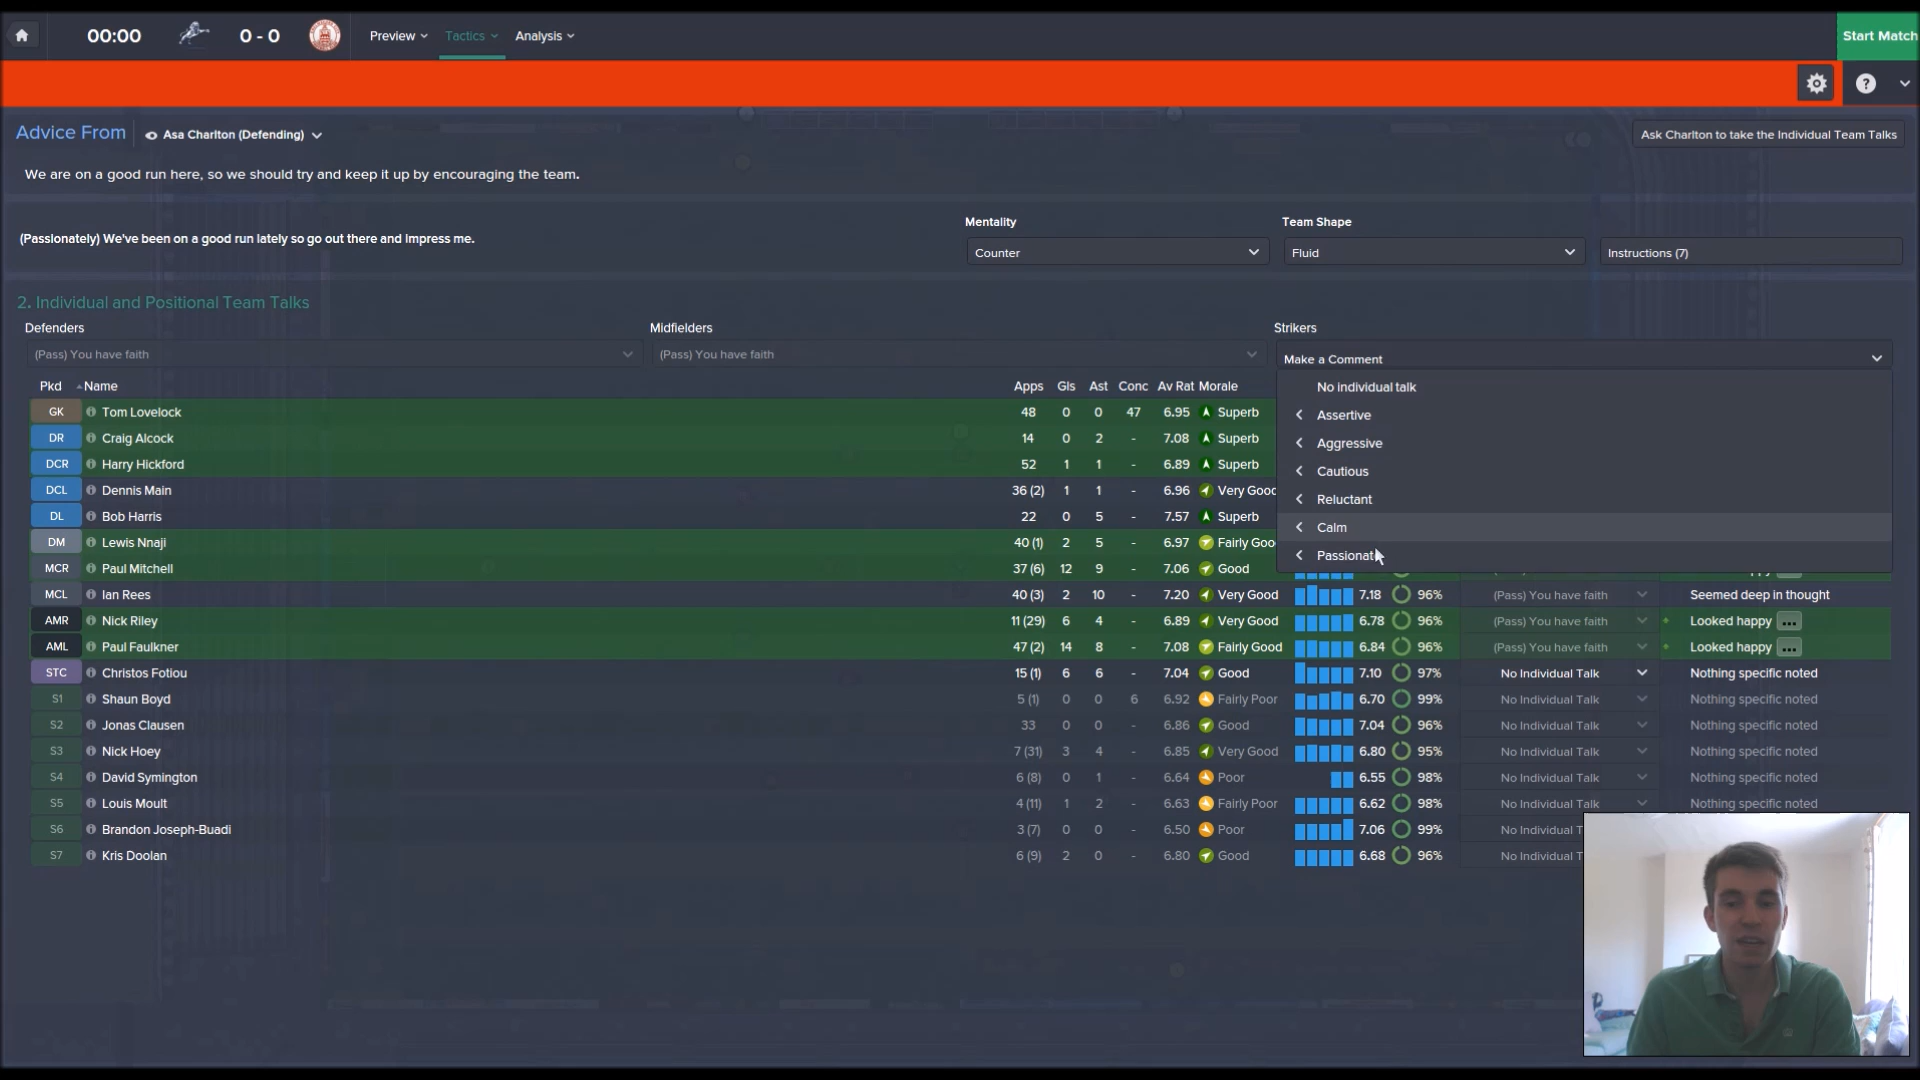 00:00 0 - 0 Preview Tactics Analysis Start Match
?
Advice From Asa Charlton (Defending) Ask Charlton to take the Individual Team Talks
We are on a good run here, so we should try and keep it up by encouraging the team.
Mentality Team Shape
(Passionately) We've been on a good run lately so go out there and impress me.
Counter Fluid Instructions (7)
2. Individual and Positional Team Talks
Defenders Midfielders Strikers
(Pass) You have faith (Pass) You have faith Make a Comment
Pkd Name Apps Gls Ast Conc Av Rat Morale No individual talk
GK Tom Lovelock 48 0 0 47 6.95 Superb Assertive
DR Craig Alcock 14 0 2 - 7.08 Superb Aggressive
DCR Harry Hickford 52 1 1 - 6.89 Superb Cautious
DCL Dennis Main 36 (2) 1 1 - 6.96 Very Good Reluctant
DL Bob Harris 22 0 5 - 7.57 Superb Calm
DM Lewis Nnaji 40 (1) 2 5 - 6.97 Fairly Good Passionate
MCR Paul Mitchell 37 (6) 12 9 - 7.06 Good
MCL Ian Rees 40 (3) 2 10 - 7.20 Very Good 7.18 96% (Pass) You have faith Seemed deep in thought
AMR Nick Riley 11 (29) 6 4 - 6.89 Very Good 6.78 96% (Pass) You have faith Looked happy ...
AML Paul Faulkner 47 (2) 14 8 - 7.08 Fairly Good 6.84 96% (Pass) You have faith Looked happy ...
STC Christos Fotiou 15 (1) 6 6 - 7.04 Good 7.10 97% No Individual Talk Nothing specific noted
S1 Shaun Boyd 5 (1) 0 0 6 6.92 Fairly Poor 6.70 99% No Individual Talk Nothing specific noted
S2 Jonas Clausen 33 0 0 - 6.86 Good 7.04 96% No Individual Talk Nothing specific noted
S3 Nick Hoey 7 (31) 3 4 - 6.85 Very Good 6.80 95% No Individual Talk Nothing specific noted
S4 David Symington 6 (8) 0 1 - 6.64 Poor 6.55 98% No Individual Talk Nothing specific noted
S5 Louis Moult 4 (11) 1 2 - 6.63 Fairly Poor 6.62 98% No Individual Talk Nothing specific noted
S6 Brandon Joseph-Buadi 3 (7) 0 0 - 6.50 Poor 7.06 99% No Individual T
S7 Kris Doolan 6 (9) 2 0 - 6.80 Good 6.68 96% No Individual T